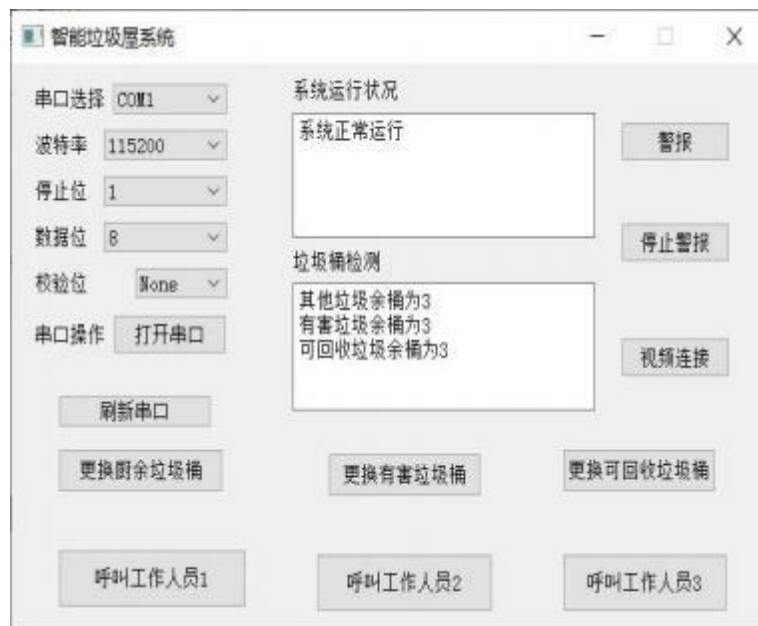 智能垃圾屋系统
串口选择 COM1
波特率 115200
停止位 1
数据位 8
校验位 None
串口操作 打开串口
刷新串口
系统运行状况
系统正常运行
垃圾桶检测
其他垃圾余桶为3
有害垃圾余桶为3
可回收垃圾余桶为3
警报
停止警报
视频连接
更换厨余垃圾桶
更换有害垃圾桶
更换可回收垃圾桶
呼叫工作人员1
呼叫工作人员2
呼叫工作人员3